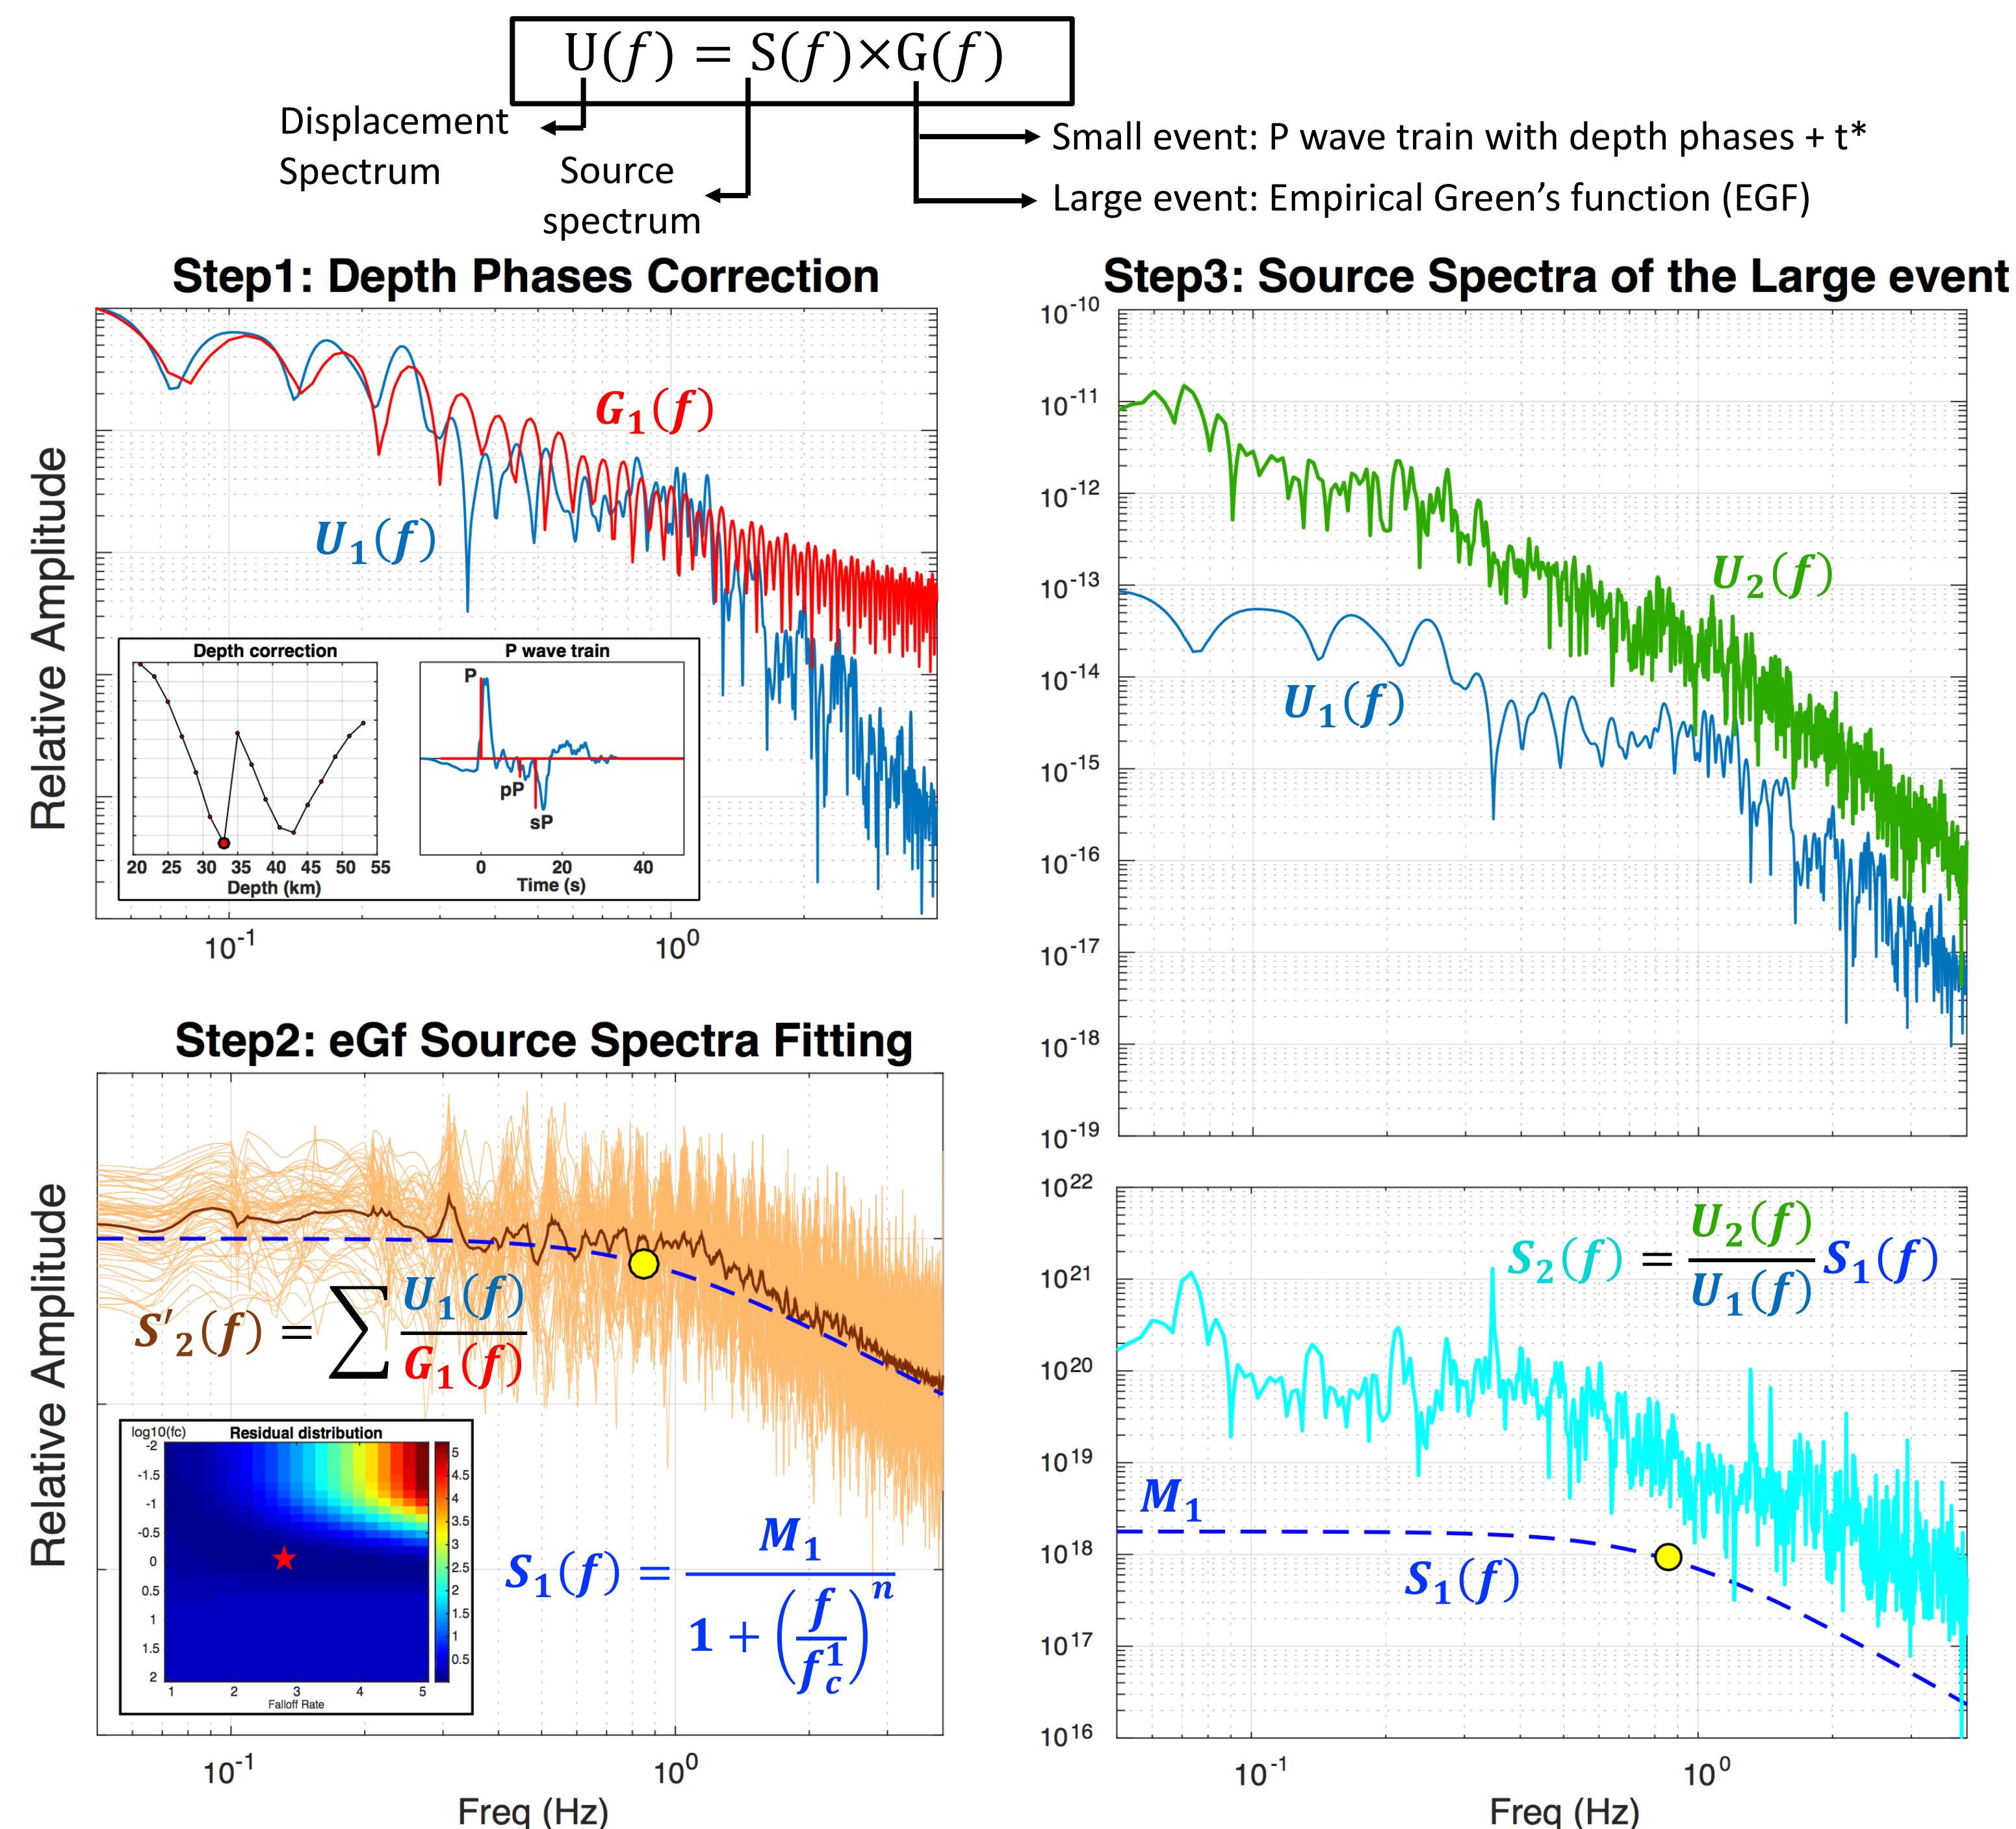 U(f) = S(f)×G(f)
Displacement
Spectrum
Source
spectrum
Small event: P wave train with depth phases + t*
Large event: Empirical Green's function (EGF)
Step1: Depth Phases Correction
Relative Amplitude
G₁(f)
U₁(f)
Depth correction
20 25 30 35 40 45 50 55
Depth (km)
P wave train
P
pP
sP
0 20 40
Time (s)
10⁻¹ 10⁰
Step2: eGf Source Spectra Fitting
Relative Amplitude
S′₂(f) = ∑ U₁(f) / G₁(f)
log10(fc)
Residual distribution
-2
-1.5
-1
-0.5
0
0.5
1
1.5
2
1 2 3 4 5
Falloff Rate
5
4.5
4
3.5
3
2.5
2
1.5
1
0.5
S₁(f) = M₁ / (1 + (f / f_c¹)ⁿ)
10⁻¹ 10⁰
Freq (Hz)
Step3: Source Spectra of the Large event
10⁻¹⁰
10⁻¹¹
10⁻¹²
10⁻¹³
10⁻¹⁴
10⁻¹⁵
10⁻¹⁶
10⁻¹⁷
10⁻¹⁸
10⁻¹⁹
U₂(f)
U₁(f)
10²²
10²¹
10²⁰
10¹⁹
10¹⁸
10¹⁷
10¹⁶
S₂(f) = U₂(f) / U₁(f) S₁(f)
M₁
S₁(f)
10⁻¹ 10⁰
Freq (Hz)